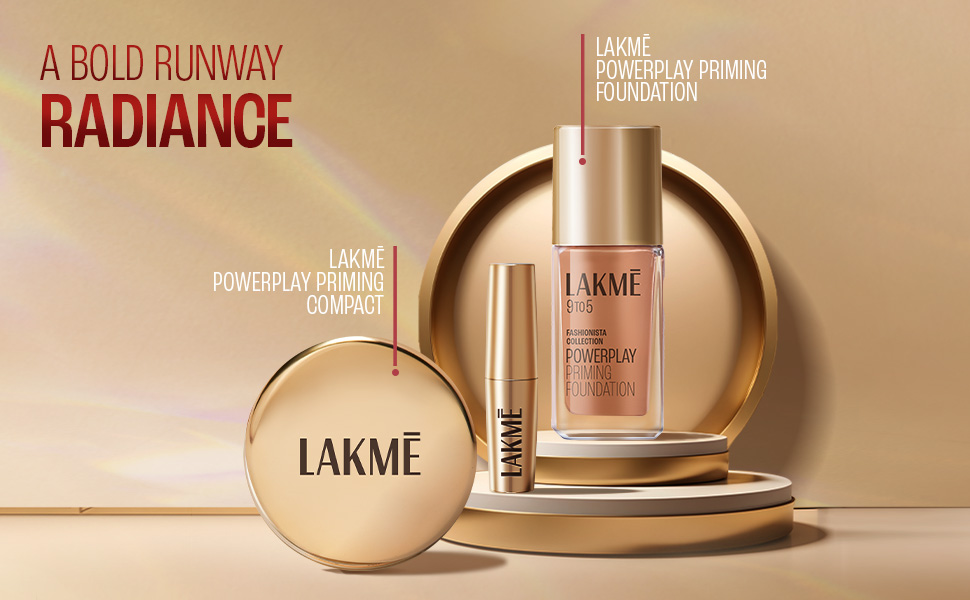 A BOLD RUNWAY
RADIANCE
LAKMĒ
POWERPLAY PRIMING
FOUNDATION
LAKMĒ
POWERPLAY PRIMING
COMPACT
LAKMĒ
LAKMĒ
LAKMĒ
9TO5
FASHIONISTA
COLLECTION
POWERPLAY
PRIMING
FOUNDATION